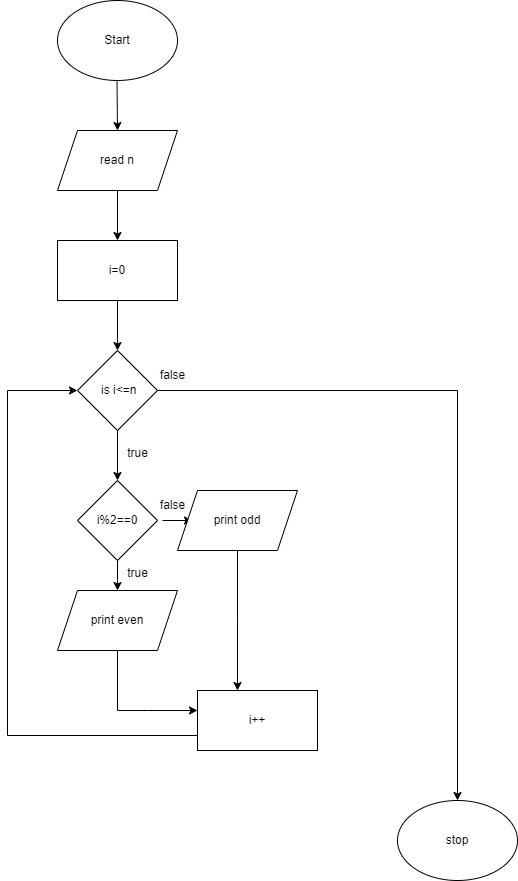 Start
read n
i=0
is i<=n
false
true
i%2==0
false
print odd
true
print even
i++
stop